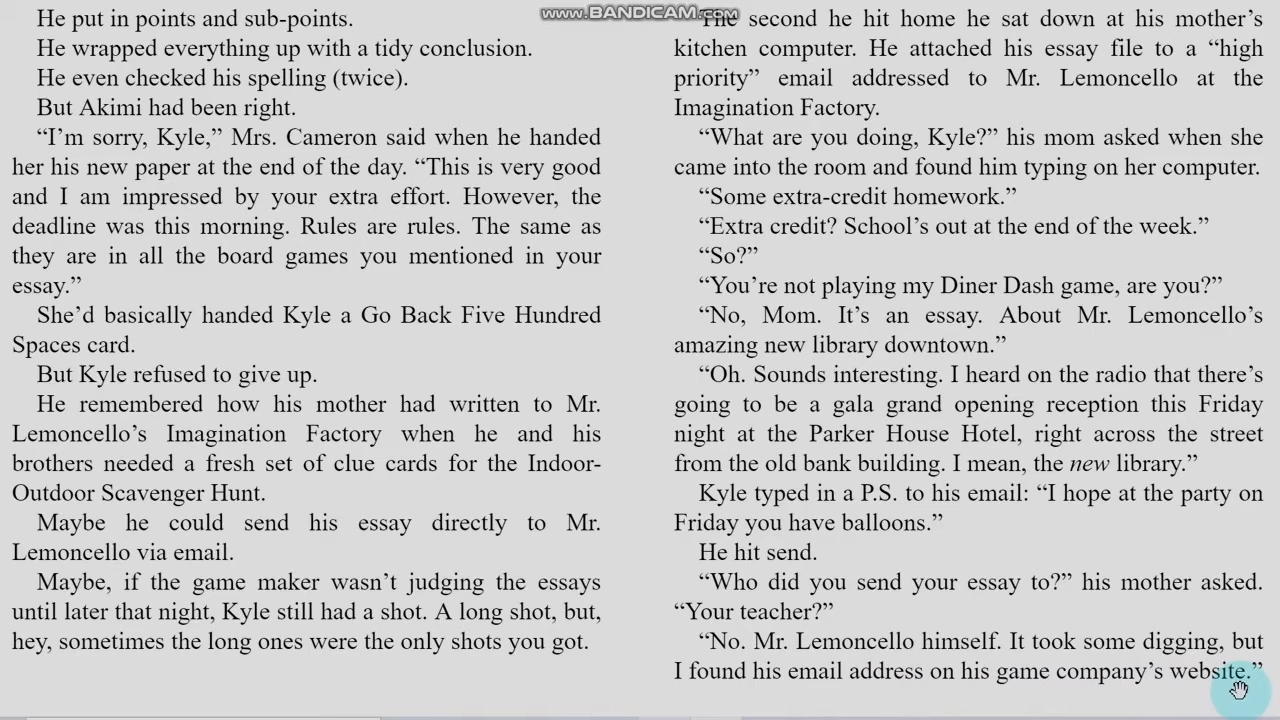 www.BANDICAM.com
He put in points and sub-points.
He wrapped everything up with a tidy conclusion.
He even checked his spelling (twice).
But Akimi had been right.
“I’m sorry, Kyle,” Mrs. Cameron said when he handed
her his new paper at the end of the day. “This is very good
and I am impressed by your extra effort. However, the
deadline was this morning. Rules are rules. The same as
they are in all the board games you mentioned in your
essay.”
She’d basically handed Kyle a Go Back Five Hundred
Spaces card.
But Kyle refused to give up.
He remembered how his mother had written to Mr.
Lemoncello’s Imagination Factory when he and his
brothers needed a fresh set of clue cards for the Indoor-
Outdoor Scavenger Hunt.
Maybe he could send his essay directly to Mr.
Lemoncello via email.
Maybe, if the game maker wasn’t judging the essays
until later that night, Kyle still had a shot. A long shot, but,
hey, sometimes the long ones were the only shots you got.
The second he hit home he sat down at his mother’s
kitchen computer. He attached his essay file to a “high
priority” email addressed to Mr. Lemoncello at the
Imagination Factory.
“What are you doing, Kyle?” his mom asked when she
came into the room and found him typing on her computer.
“Some extra-credit homework.”
“Extra credit? School’s out at the end of the week.”
“So?”
“You’re not playing my Diner Dash game, are you?”
“No, Mom. It’s an essay. About Mr. Lemoncello’s
amazing new library downtown.”
“Oh. Sounds interesting. I heard on the radio that there’s
going to be a gala grand opening reception this Friday
night at the Parker House Hotel, right across the street
from the old bank building. I mean, the new library.”
Kyle typed in a P.S. to his email: “I hope at the party on
Friday you have balloons.”
He hit send.
“Who did you send your essay to?” his mother asked.
“Your teacher?”
“No. Mr. Lemoncello himself. It took some digging, but
I found his email address on his game company’s website.”